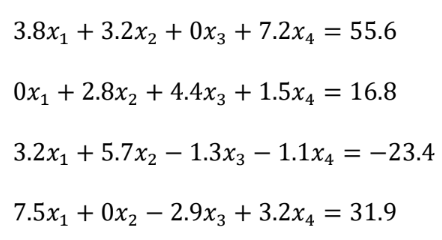 3.8x₁ + 3.2x₂ + 0x₃ + 7.2x₄ = 55.6
0x₁ + 2.8x₂ + 4.4x₃ + 1.5x₄ = 16.8
3.2x₁ + 5.7x₂ − 1.3x₃ − 1.1x₄ = −23.4
7.5x₁ + 0x₂ − 2.9x₃ + 3.2x₄ = 31.9